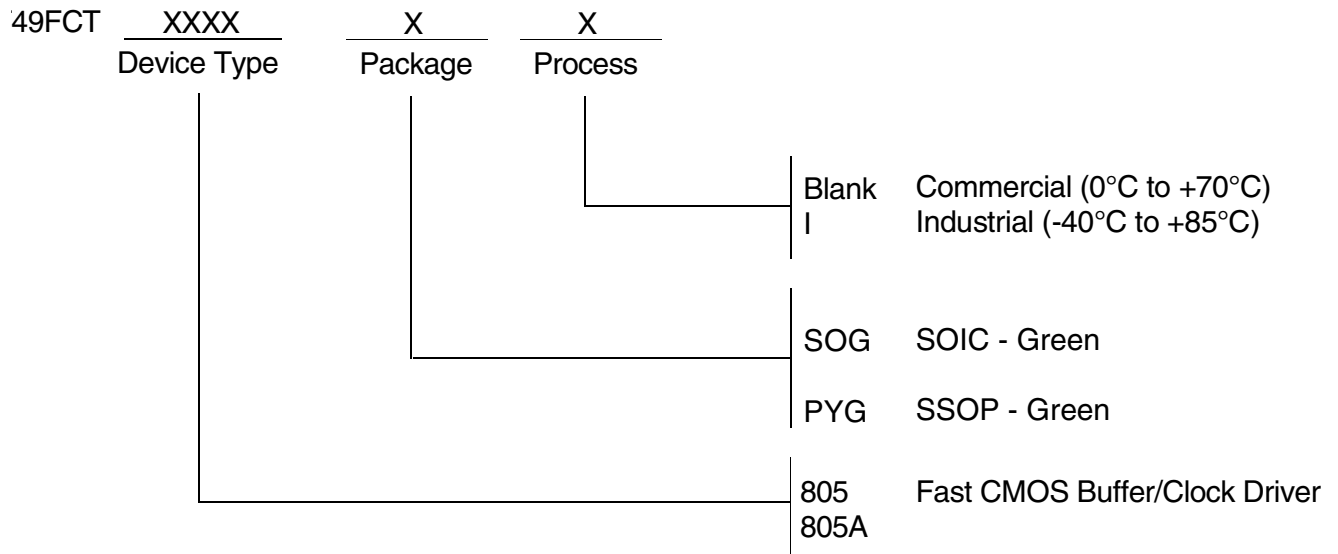 49FCT XXXX X X
Device Type Package Process
Blank Commercial (0°C to +70°C)
I Industrial (-40°C to +85°C)
SOG SOIC - Green
PYG SSOP - Green
805 Fast CMOS Buffer/Clock Driver
805A